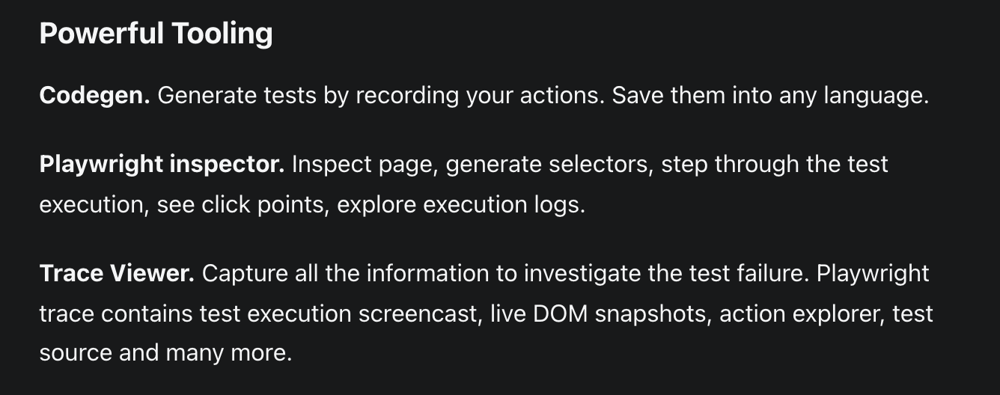 Powerful Tooling
Codegen. Generate tests by recording your actions. Save them into any language.
Playwright inspector. Inspect page, generate selectors, step through the test
execution, see click points, explore execution logs.
Trace Viewer. Capture all the information to investigate the test failure. Playwright
trace contains test execution screencast, live DOM snapshots, action explorer, test
source and many more.